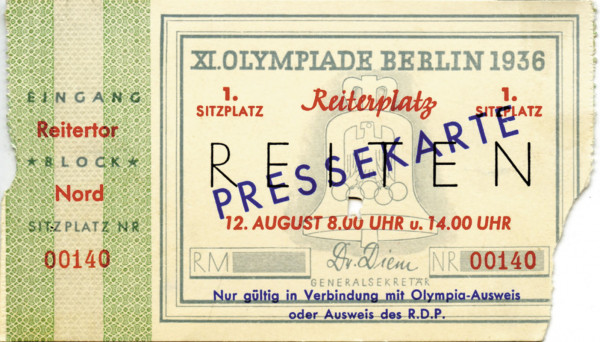 EINGANG
Reitertor
★BLOCK★
Nord
SITZPLATZ NR
00140
XI. OLYMPIADE BERLIN 1936
1. SITZPLATZ
Reiterplatz
1. SITZPLATZ
REITEN
PRESSEKARTE
12. AUGUST 8.00 UHR u. 14.00 UHR
RM
Dr. Diem
GENERALSEKRETÄR
NR 00140
Nur gültig in Verbindung mit Olympia-Ausweis
oder Ausweis des R.D.P.